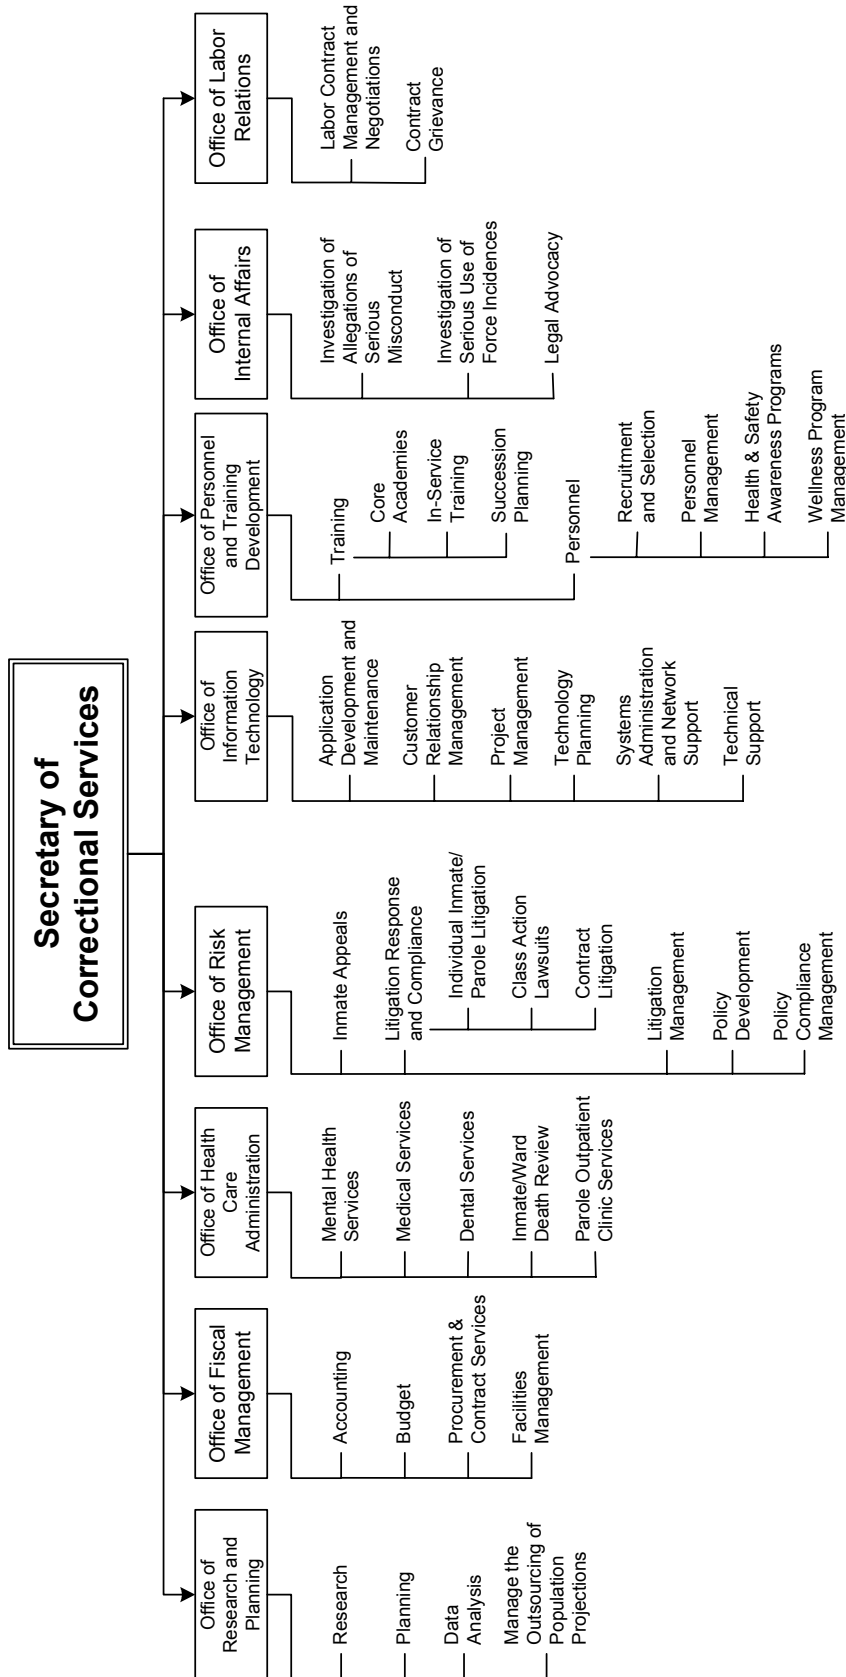 Secretary of
Correctional Services
Office of
Research and
Planning
Research
Planning
Data
Analysis
Manage the
Outsourcing of
Population
Projections
Office of Fiscal
Management
Accounting
Budget
Procurement &
Contract Services
Facilities
Management
Office of Health
Care
Administration
Mental Health
Services
Medical Services
Dental Services
Inmate/Ward
Death Review
Parole Outpatient
Clinic Services
Office of Risk
Management
Inmate Appeals
Litigation Response
and Compliance
Individual Inmate/
Parole Litigation
Class Action
Lawsuits
Contract
Litigation
Litigation
Management
Policy
Development
Policy
Compliance
Management
Office of
Information
Technology
Application
Development and
Maintenance
Customer
Relationship
Management
Project
Management
Technology
Planning
Systems
Administration
and Network
Support
Technical
Support
Office of Personnel
and Training
Development
Training
Core
Academies
In-Service
Training
Succession
Planning
Personnel
Recruitment
and Selection
Personnel
Management
Health & Safety
Awareness Programs
Wellness Program
Management
Office of
Internal Affairs
Investigation of
Allegations of
Serious
Misconduct
Investigation of
Serious Use of
Force Incidences
Legal Advocacy
Office of Labor
Relations
Labor Contract
Management and
Negotiations
Contract
Grievance